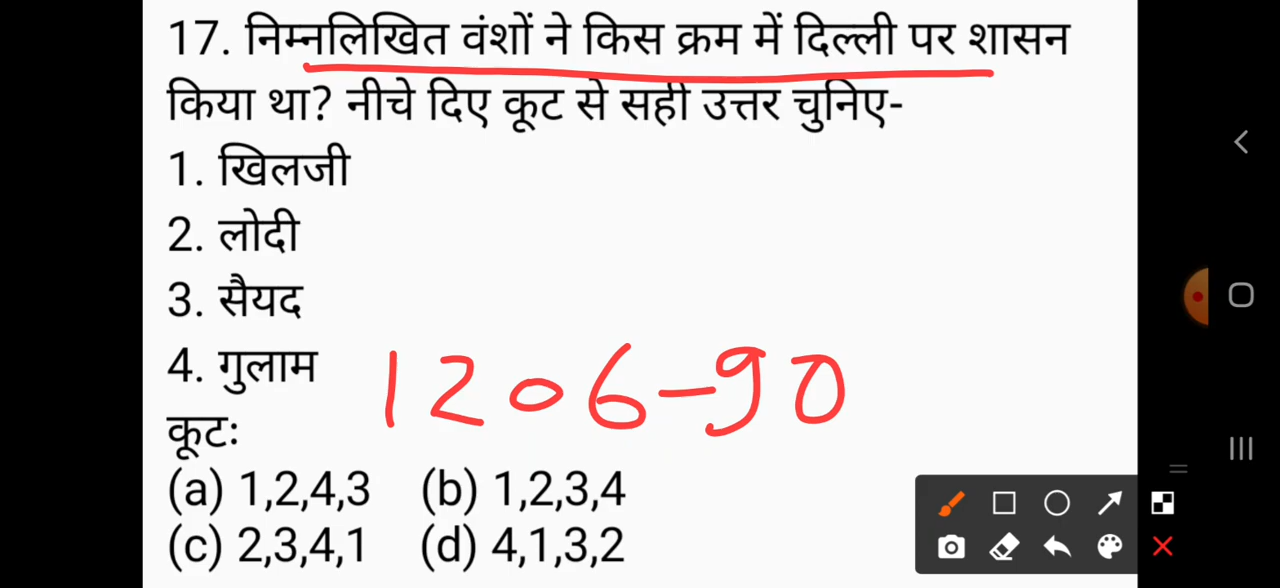 17. निम्नलिखित वंशों ने किस क्रम में दिल्ली पर शासन
किया था? नीचे दिए कूट से सही उत्तर चुनिए-
1. खिलजी
2. लोदी
3. सैयद
4. गुलाम 1206-90
कूटः
(a) 1,2,4,3 (b) 1,2,3,4
(c) 2,3,4,1 (d) 4,1,3,2